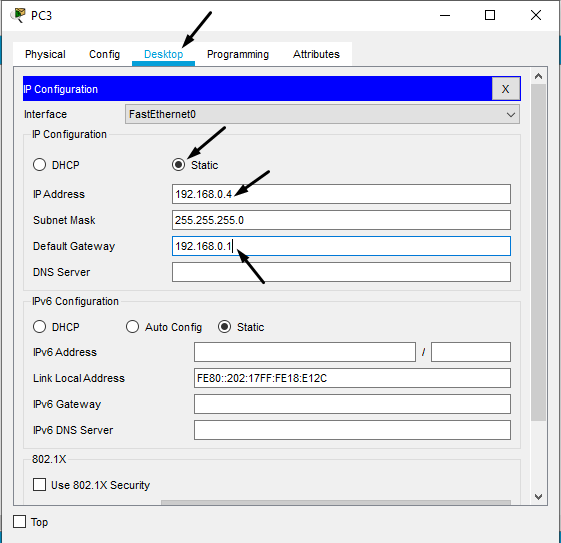 PC3
Physical Config Desktop Programming Attributes
IP Configuration X
Interface FastEthernet0
IP Configuration
DHCP Static
IP Address 192.168.0.4
Subnet Mask 255.255.255.0
Default Gateway 192.168.0.1
DNS Server
IPv6 Configuration
DHCP Auto Config Static
IPv6 Address /
Link Local Address FE80::202:17FF:FE18:E12C
IPv6 Gateway
IPv6 DNS Server
802.1X
Use 802.1X Security
Top